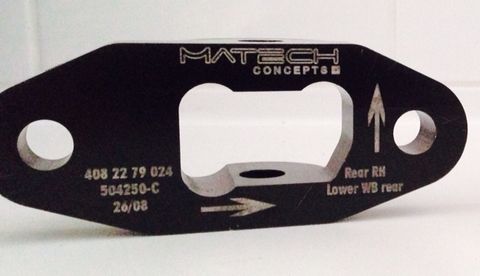 MATECH
CONCEPTS
408 22 79 024
504250-C
26/08
Rear RH
Lower WB rear